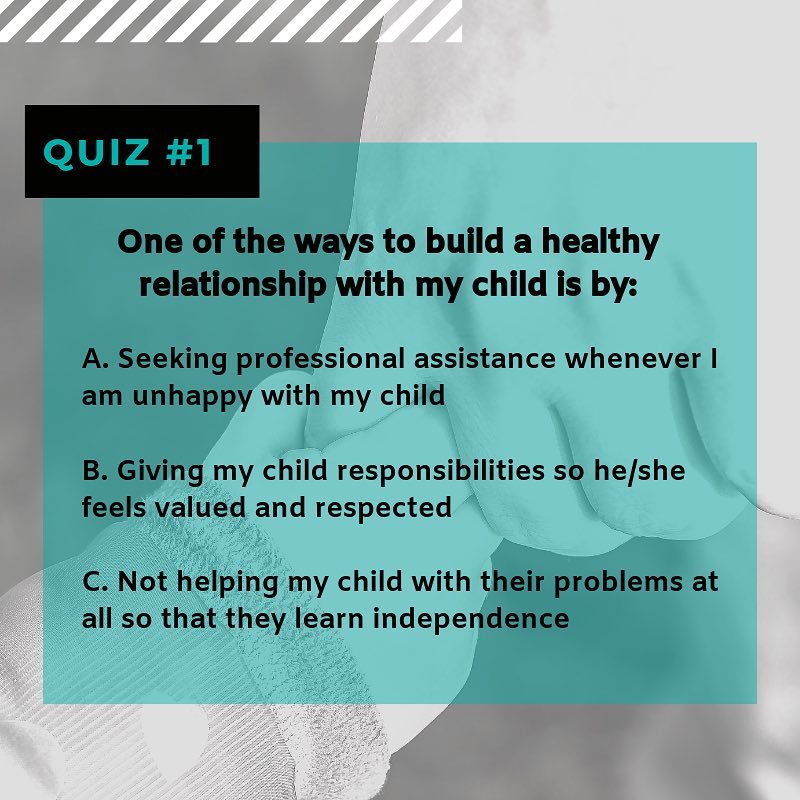 QUIZ #1
One of the ways to build a healthy
relationship with my child is by:
A. Seeking professional assistance whenever I
am unhappy with my child
B. Giving my child responsibilities so he/she
feels valued and respected
C. Not helping my child with their problems at
all so that they learn independence